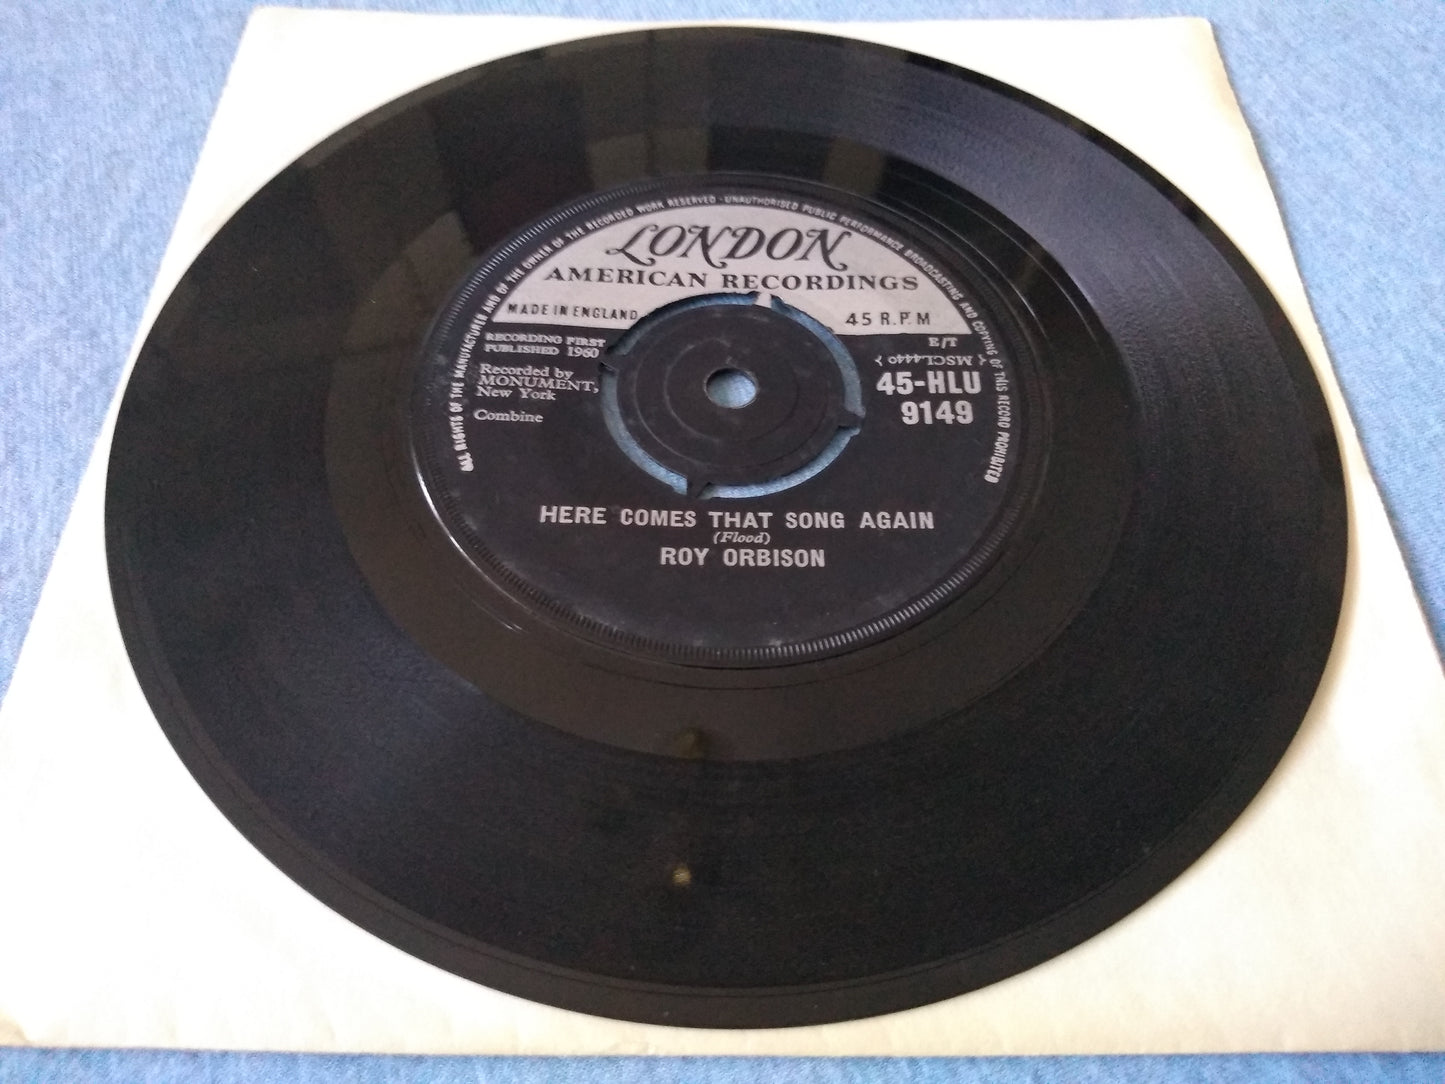 ALL RIGHTS OF THE MANUFACTURER AND OF THE OWNER OF THE RECORDED WORK RESERVED · UNAUTHORISED PUBLIC PERFORMANCE BROADCASTING AND COPYING OF THIS RECORD PROHIBITED
LONDON
AMERICAN RECORDINGS
MADE IN ENGLAND
45 R.P.M
RECORDING FIRST
PUBLISHED 1960
Recorded by
MONUMENT,
New York
Combine
E/T
MSCL4440
45-HLU
9149
HERE COMES THAT SONG AGAIN
(Flood)
ROY ORBISON